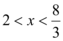 2 < x < 8/3